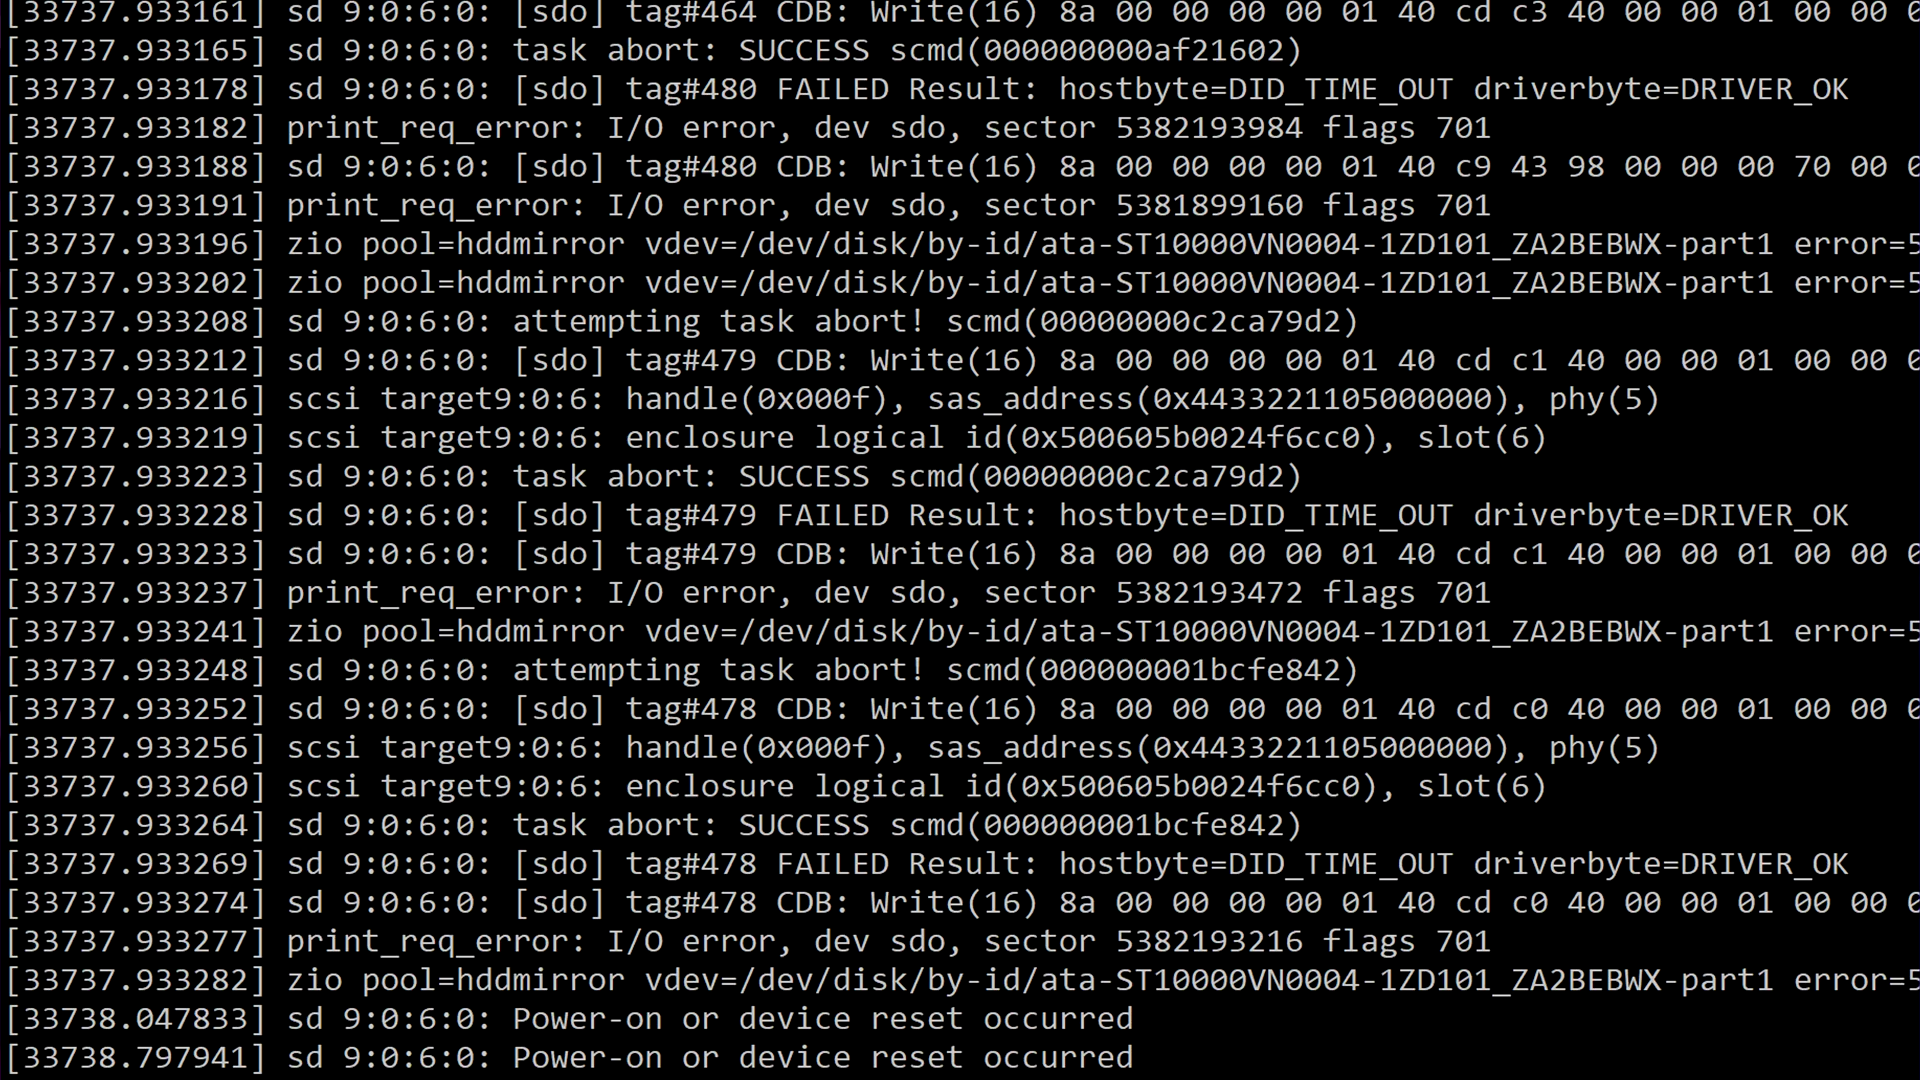 [33737.933161] sd 9:0:6:0: [sdo] tag#464 CDB: Write(16) 8a 00 00 00 00 01 40 cd c3 40 00 00 01 00 00
[33737.933165] sd 9:0:6:0: task abort: SUCCESS scmd(000000000af21602)
[33737.933178] sd 9:0:6:0: [sdo] tag#480 FAILED Result: hostbyte=DID_TIME_OUT driverbyte=DRIVER_OK
[33737.933182] print_req_error: I/O error, dev sdo, sector 5382193984 flags 701
[33737.933188] sd 9:0:6:0: [sdo] tag#480 CDB: Write(16) 8a 00 00 00 00 01 40 c9 43 98 00 00 00 70 00
[33737.933191] print_req_error: I/O error, dev sdo, sector 5381899160 flags 701
[33737.933196] zio pool=hddmirror vdev=/dev/disk/by-id/ata-ST10000VN0004-1ZD101_ZA2BEBWX-part1 error=5
[33737.933202] zio pool=hddmirror vdev=/dev/disk/by-id/ata-ST10000VN0004-1ZD101_ZA2BEBWX-part1 error=5
[33737.933208] sd 9:0:6:0: attempting task abort! scmd(00000000c2ca79d2)
[33737.933212] sd 9:0:6:0: [sdo] tag#479 CDB: Write(16) 8a 00 00 00 00 01 40 cd c1 40 00 00 01 00 00
[33737.933216] scsi target9:0:6: handle(0x000f), sas_address(0x4433221105000000), phy(5)
[33737.933219] scsi target9:0:6: enclosure logical id(0x500605b0024f6cc0), slot(6)
[33737.933223] sd 9:0:6:0: task abort: SUCCESS scmd(00000000c2ca79d2)
[33737.933228] sd 9:0:6:0: [sdo] tag#479 FAILED Result: hostbyte=DID_TIME_OUT driverbyte=DRIVER_OK
[33737.933233] sd 9:0:6:0: [sdo] tag#479 CDB: Write(16) 8a 00 00 00 00 01 40 cd c1 40 00 00 01 00 00
[33737.933237] print_req_error: I/O error, dev sdo, sector 5382193472 flags 701
[33737.933241] zio pool=hddmirror vdev=/dev/disk/by-id/ata-ST10000VN0004-1ZD101_ZA2BEBWX-part1 error=5
[33737.933248] sd 9:0:6:0: attempting task abort! scmd(000000001bcfe842)
[33737.933252] sd 9:0:6:0: [sdo] tag#478 CDB: Write(16) 8a 00 00 00 00 01 40 cd c0 40 00 00 01 00 00
[33737.933256] scsi target9:0:6: handle(0x000f), sas_address(0x4433221105000000), phy(5)
[33737.933260] scsi target9:0:6: enclosure logical id(0x500605b0024f6cc0), slot(6)
[33737.933264] sd 9:0:6:0: task abort: SUCCESS scmd(000000001bcfe842)
[33737.933269] sd 9:0:6:0: [sdo] tag#478 FAILED Result: hostbyte=DID_TIME_OUT driverbyte=DRIVER_OK
[33737.933274] sd 9:0:6:0: [sdo] tag#478 CDB: Write(16) 8a 00 00 00 00 01 40 cd c0 40 00 00 01 00 00
[33737.933277] print_req_error: I/O error, dev sdo, sector 5382193216 flags 701
[33737.933282] zio pool=hddmirror vdev=/dev/disk/by-id/ata-ST10000VN0004-1ZD101_ZA2BEBWX-part1 error=5
[33738.047833] sd 9:0:6:0: Power-on or device reset occurred
[33738.797941] sd 9:0:6:0: Power-on or device reset occurred